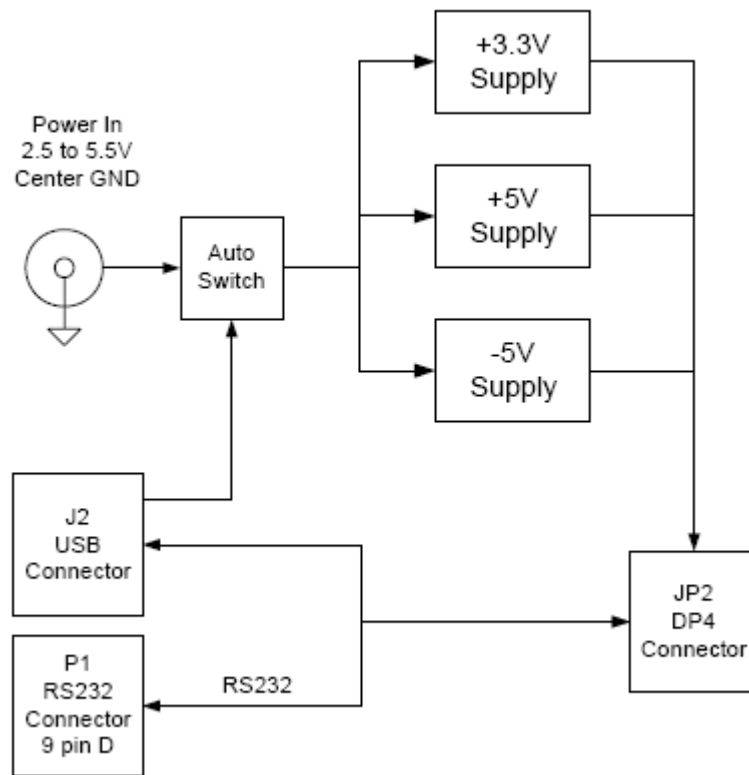 +3.3V
Supply
Power In
2.5 to 5.5V
Center GND
+5V
Supply
Auto
Switch
-5V
Supply
J2
USB
Connector
JP2
DP4
Connector
P1
RS232
Connector
9 pin D
RS232